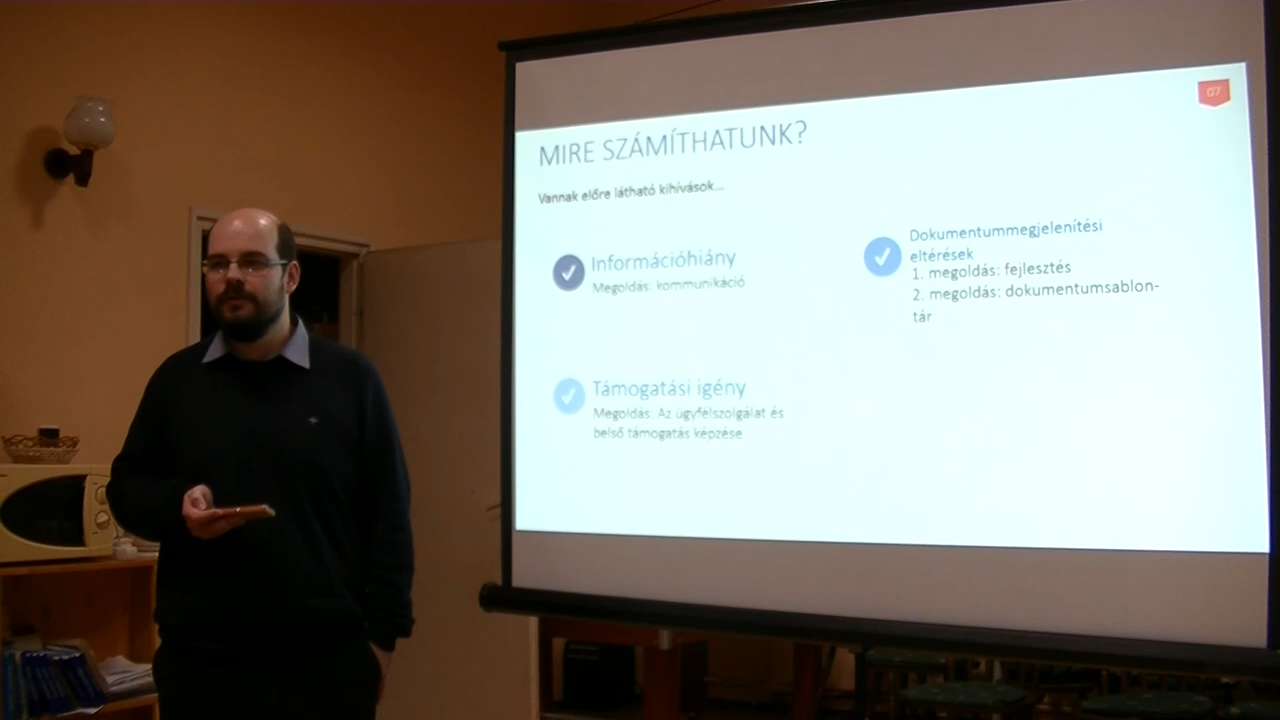 07
MIRE SZÁMÍTHATUNK?
Vannak előre látható kihívások...
Információhiány
Megoldás: kommunikáció
Támogatási igény
Megoldás: Az ügyfélszolgálat és
belső támogatás képzése
Dokumentummegjelenítési
eltérések
1. megoldás: fejlesztés
2. megoldás: dokumentumsablon-
tár